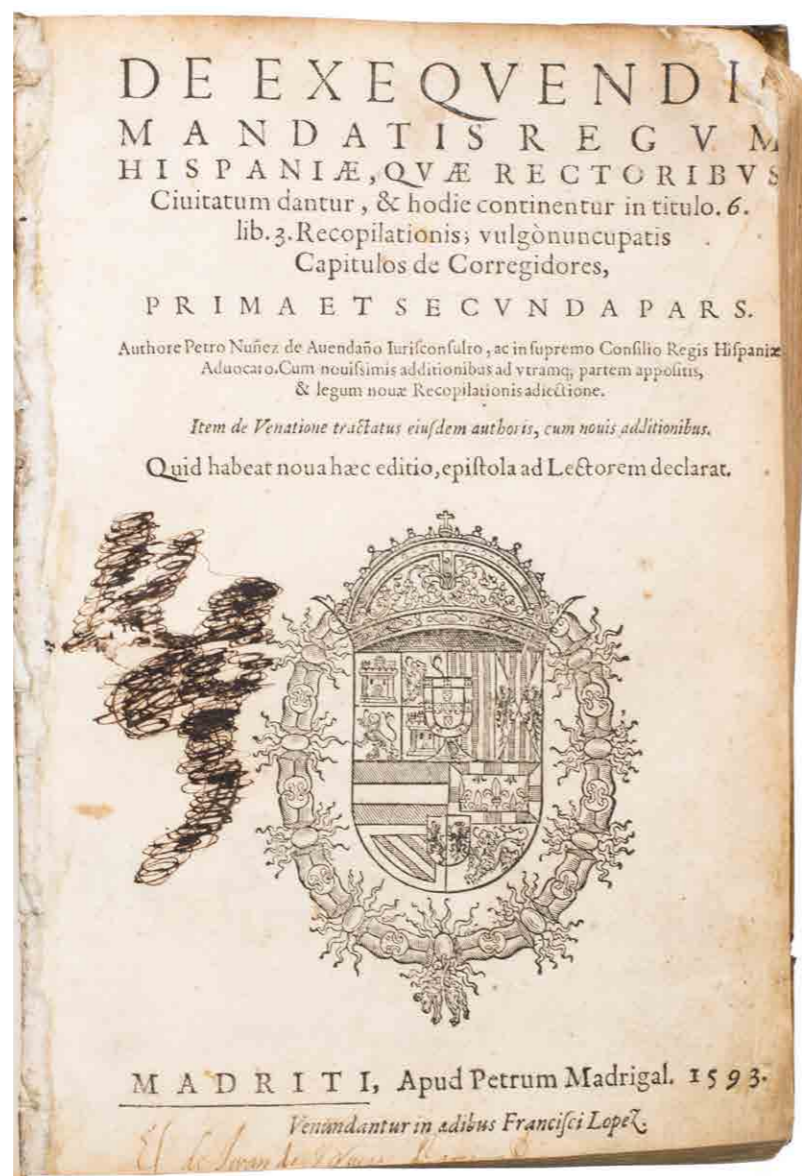 DE EXEQVENDIS
MANDATIS REGVM
HISPANIÆ, QVÆ RECTORIBVS
Ciuitatum dantur, & hodie continentur in titulo. 6.
lib. 3. Recopilationis; vulgò nuncupatis
Capitulos de Corregidores,
PRIMA ET SECVNDA PARS.
Authore Petro Nuñez de Auendaño Iuriſconſulto, ac in ſupremo Conſilio Regis Hiſpaniæ
Aduocato. Cum nouiſsimis additionibus ad vtramq; partem appoſitis,
& legum nouæ Recopilationis adiectione.
Item de Venatione tractatus eiuſdem authoris, cum nouis additionibus.
Quid habeat noua hæc editio, epiſtola ad Lectorem declarat.
MADRITI, Apud Petrum Madrigal. 1593.
Venundantur in ædibus Franciſci Lopez.